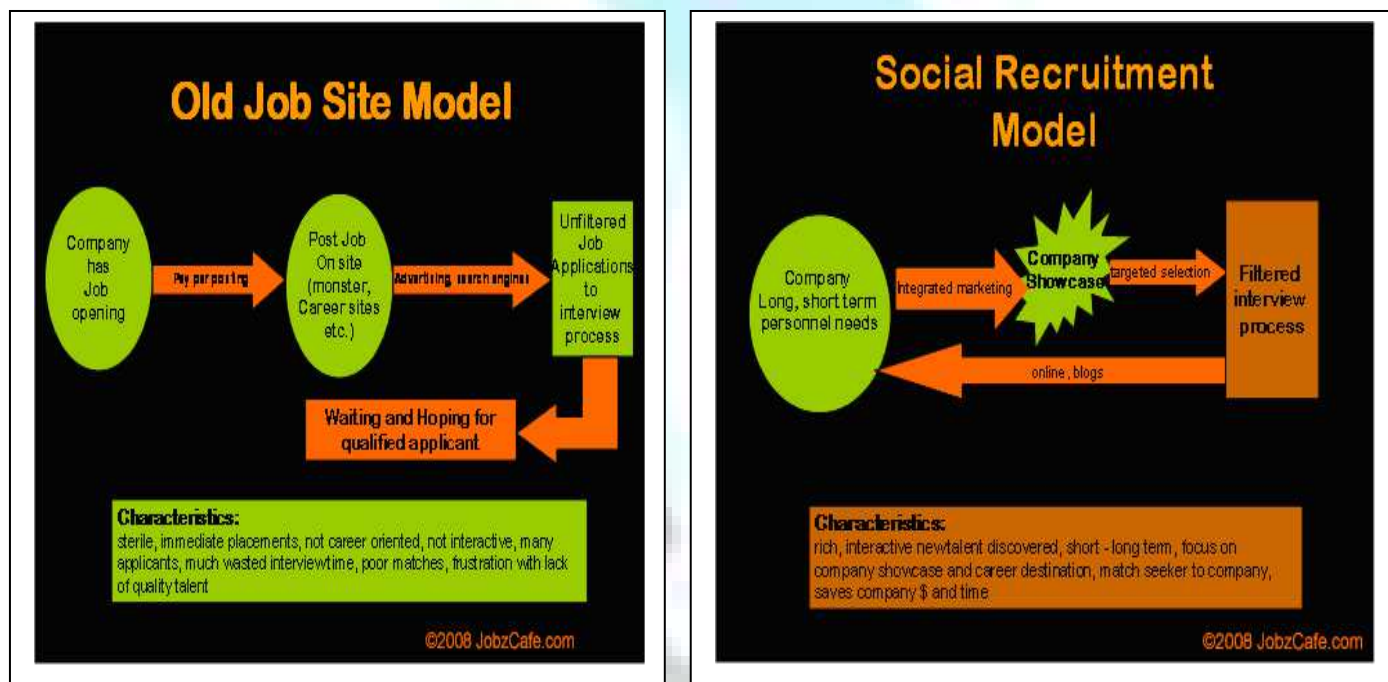 Old Job Site Model
Company
has
Job
opening
Pay per posting
Post Job
On site
(monster,
Career sites
etc.)
Advertising, search engines
Unfiltered
Job
Applications
to
interview
process
Waiting and Hoping for
qualified applicant
Characteristics:
sterile, immediate placements, not career oriented, not interactive, many
applicants, much wasted interviewtime, poor matches, frustration with lack
of quality talent
©2008 JobzCafe.com
Social Recruitment
Model
Company
Long, short term
personnel needs
Integrated marketing
Company
Showcase
targeted selection
Filtered
interview
process
online, blogs
Characteristics:
rich, interactive newtalent discovered, short - long term, focus on
company showcase and career destination, match seeker to company,
saves company $ and time
©2008 JobzCafe.com